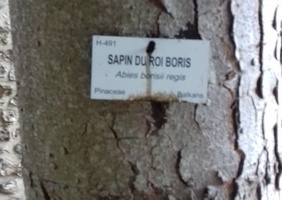 H-491
SAPIN DU ROI BORIS
Abies borisii regis
Pinaceae Balkans